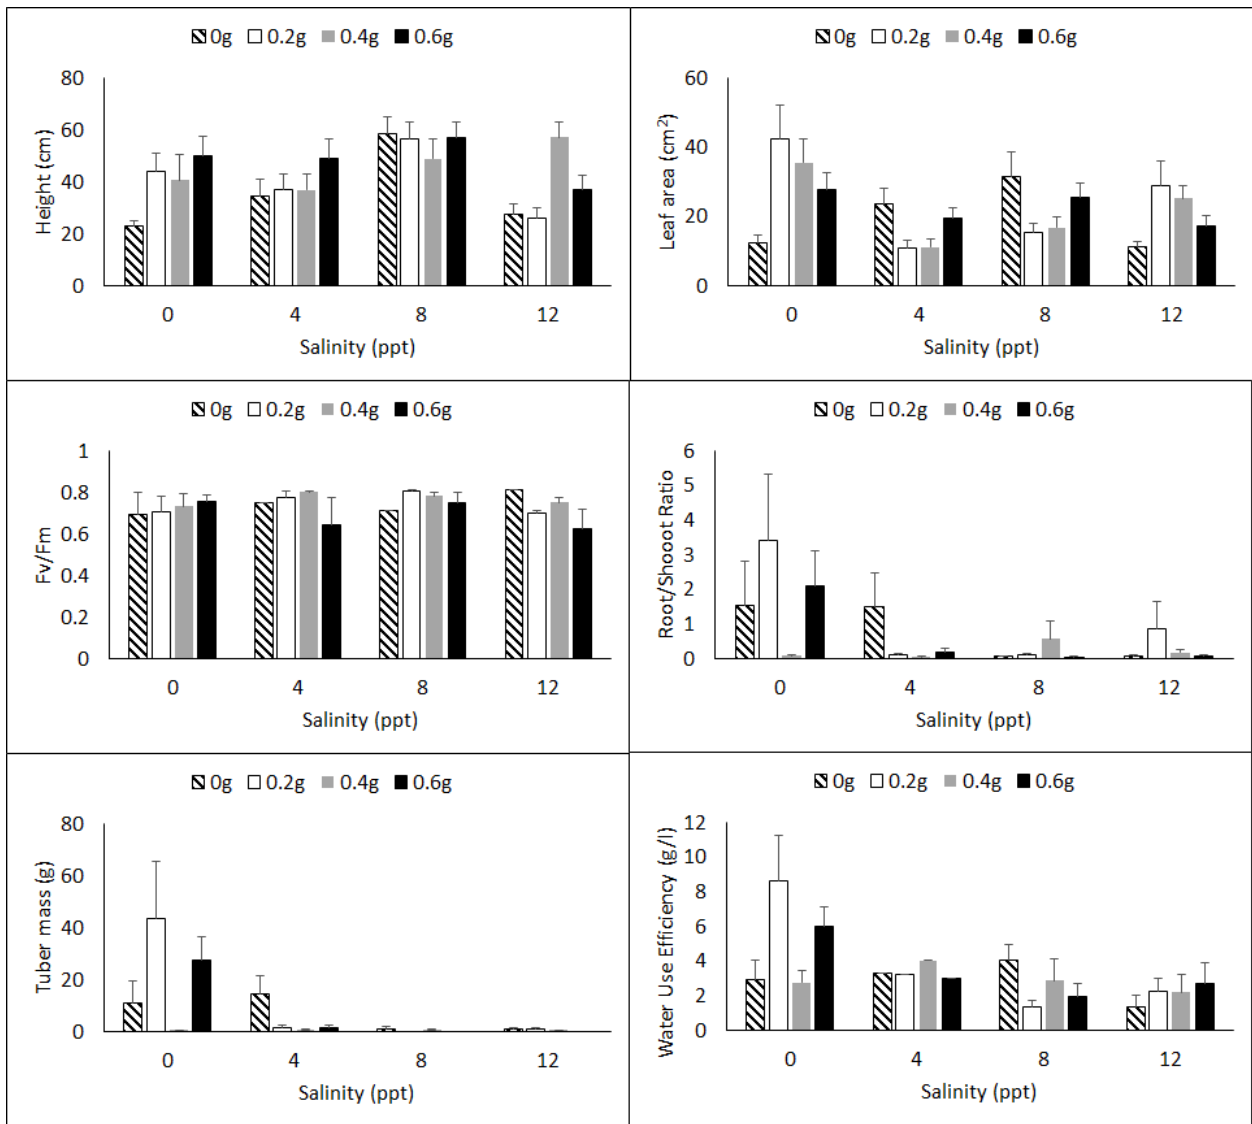 0g 0.2g 0.4g 0.6g
Height (cm)
80
60
40
20
0
0 4 8 12
Salinity (ppt)
0g 0.2g 0.4g 0.6g
Leaf area (cm²)
60
40
20
0
0 4 8 12
Salinity (ppt)
0g 0.2g 0.4g 0.6g
Fv/Fm
1
0.8
0.6
0.4
0.2
0
0 4 8 12
Salinity (ppt)
0g 0.2g 0.4g 0.6g
Root/Shooot Ratio
6
5
4
3
2
1
0
0 4 8 12
Salinity (ppt)
0g 0.2g 0.4g 0.6g
Tuber mass (g)
80
60
40
20
0
0 4 8 12
Salinity (ppt)
0g 0.2g 0.4g 0.6g
Water Use Efficiency (g/l)
12
10
8
6
4
2
0
0 4 8 12
Salinity (ppt)